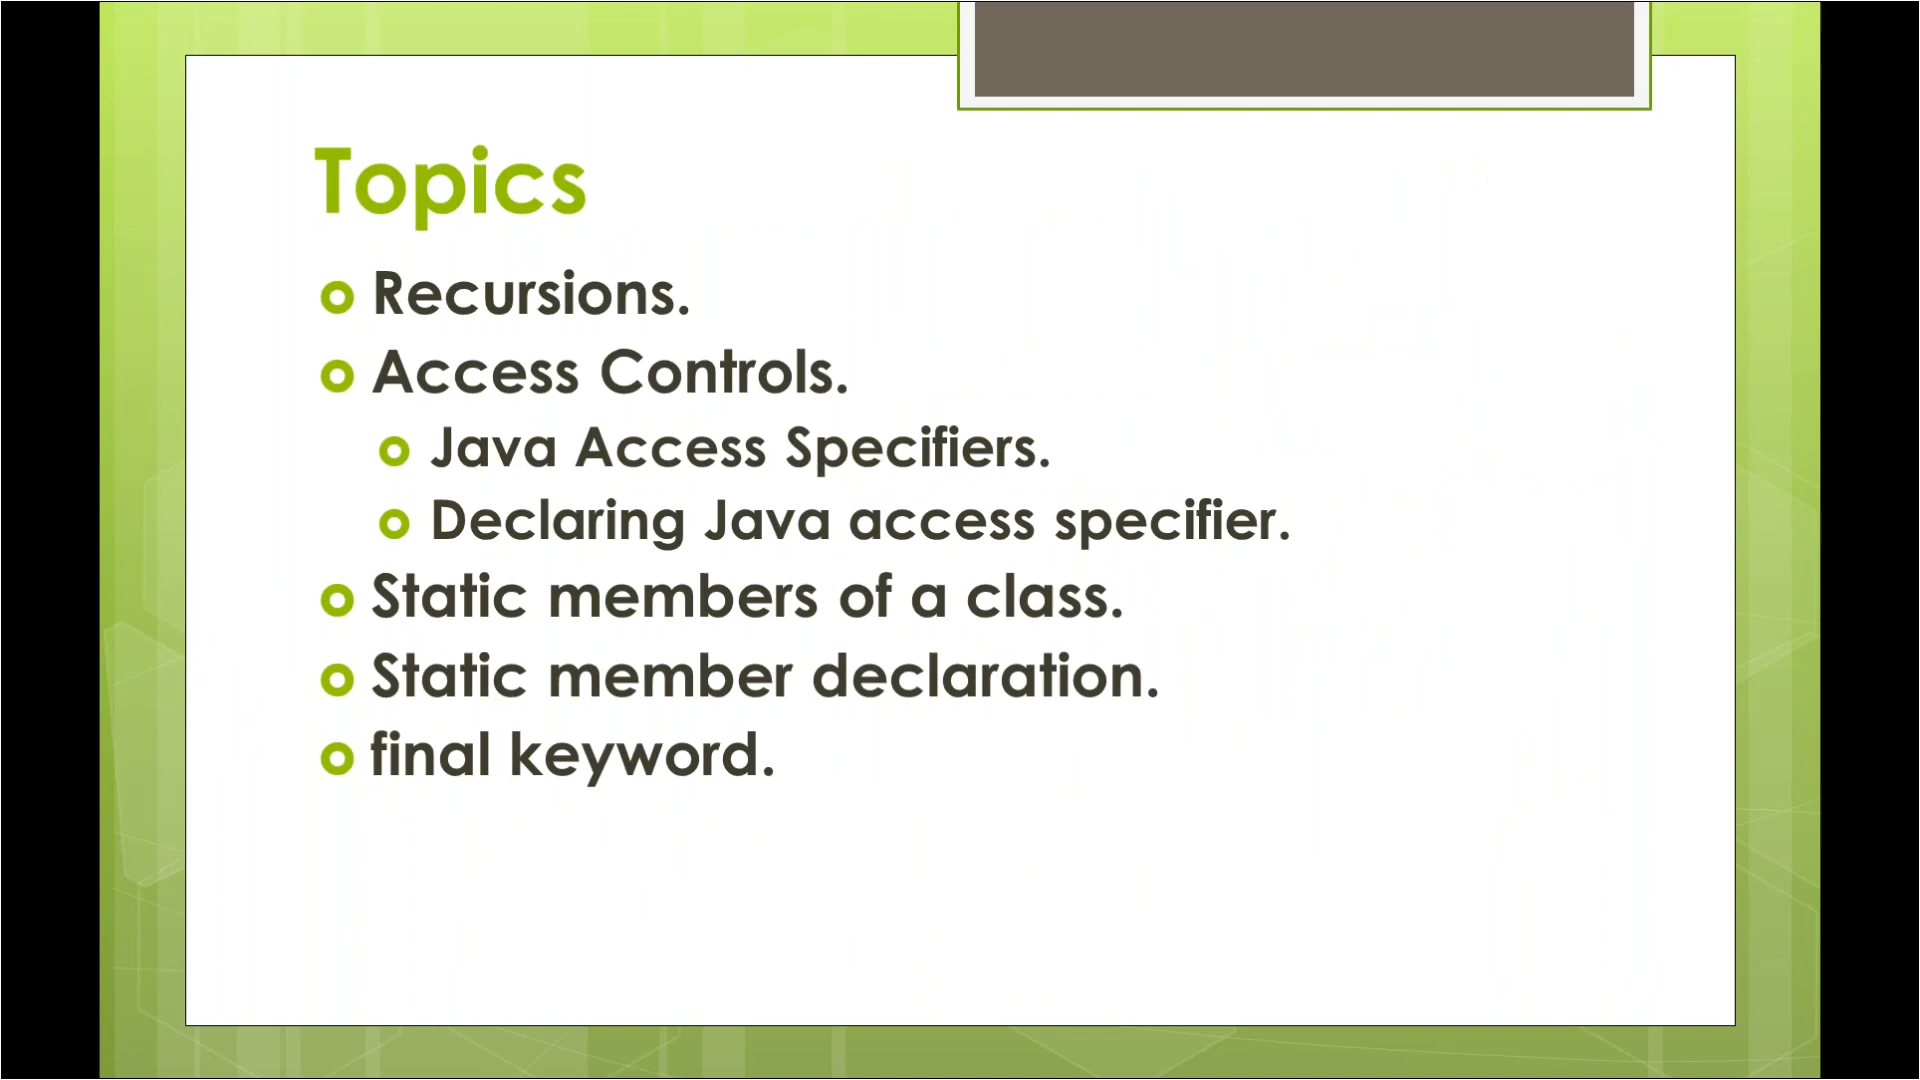 Topics
Recursions.
Access Controls.
Java Access Specifiers.
Declaring Java access specifier.
Static members of a class.
Static member declaration.
final keyword.